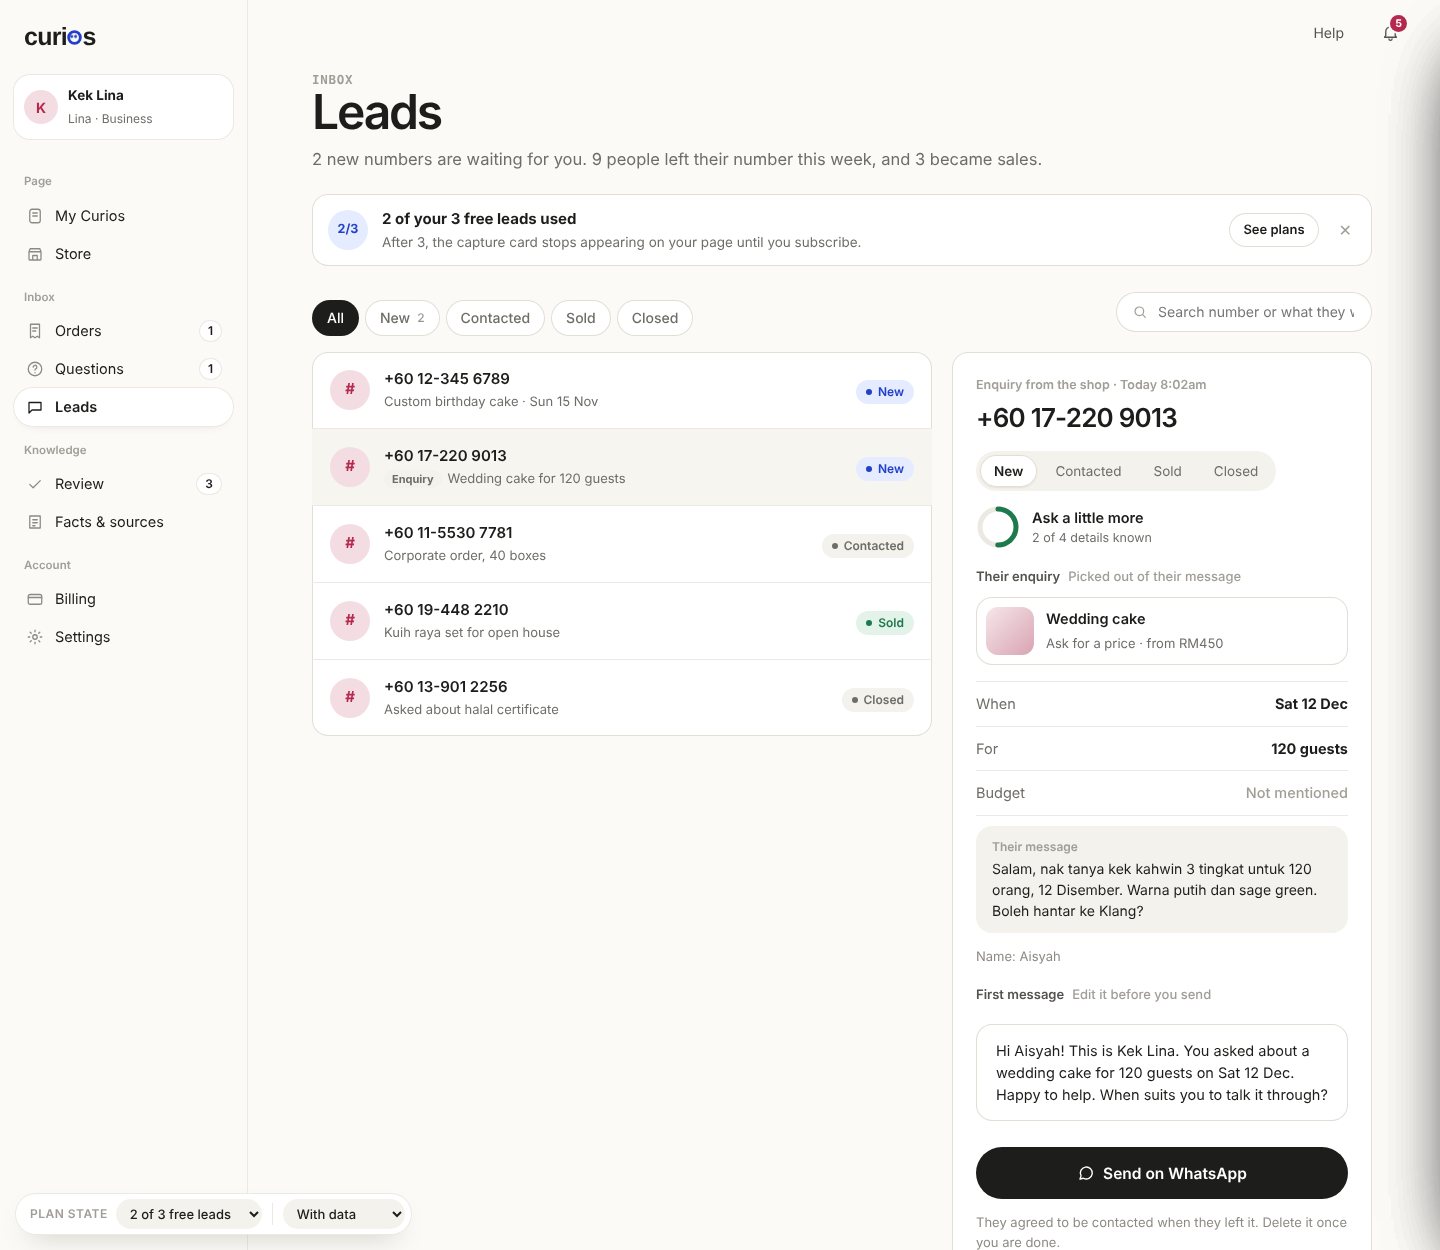 curios
Kek Lina
Lina · Business
Page
My Curios
Store
Inbox
Orders 1
Questions 1
Leads
Knowledge
Review 3
Facts & sources
Account
Billing
Settings
PLAN STATE 2 of 3 free leads With data
Help 5
INBOX
Leads
2 new numbers are waiting for you. 9 people left their number this week, and 3 became sales.
2/3
2 of your 3 free leads used
After 3, the capture card stops appearing on your page until you subscribe.
See plans
All New 2 Contacted Sold Closed
Search number or what they
# +60 12-345 6789
Custom birthday cake · Sun 15 Nov
New
# +60 17-220 9013
Enquiry Wedding cake for 120 guests
New
# +60 11-5530 7781
Corporate order, 40 boxes
Contacted
# +60 19-448 2210
Kuih raya set for open house
Sold
# +60 13-901 2256
Asked about halal certificate
Closed
Enquiry from the shop · Today 8:02am
+60 17-220 9013
New Contacted Sold Closed
Ask a little more
2 of 4 details known
Their enquiry Picked out of their message
Wedding cake
Ask for a price · from RM450
When Sat 12 Dec
For 120 guests
Budget Not mentioned
Their message
Salam, nak tanya kek kahwin 3 tingkat untuk 120
orang, 12 Disember. Warna putih dan sage green.
Boleh hantar ke Klang?
Name: Aisyah
First message Edit it before you send
Hi Aisyah! This is Kek Lina. You asked about a
wedding cake for 120 guests on Sat 12 Dec.
Happy to help. When suits you to talk it through?
Send on WhatsApp
They agreed to be contacted when they left it. Delete it once
you are done.
K